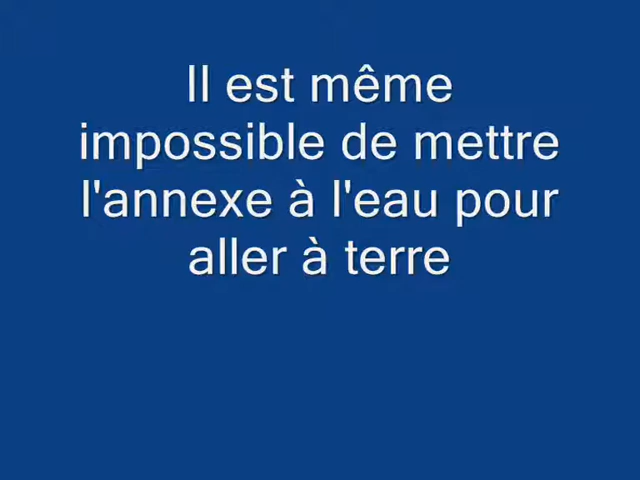 Il est même
impossible de mettre
l'annexe à l'eau pour
aller à terre